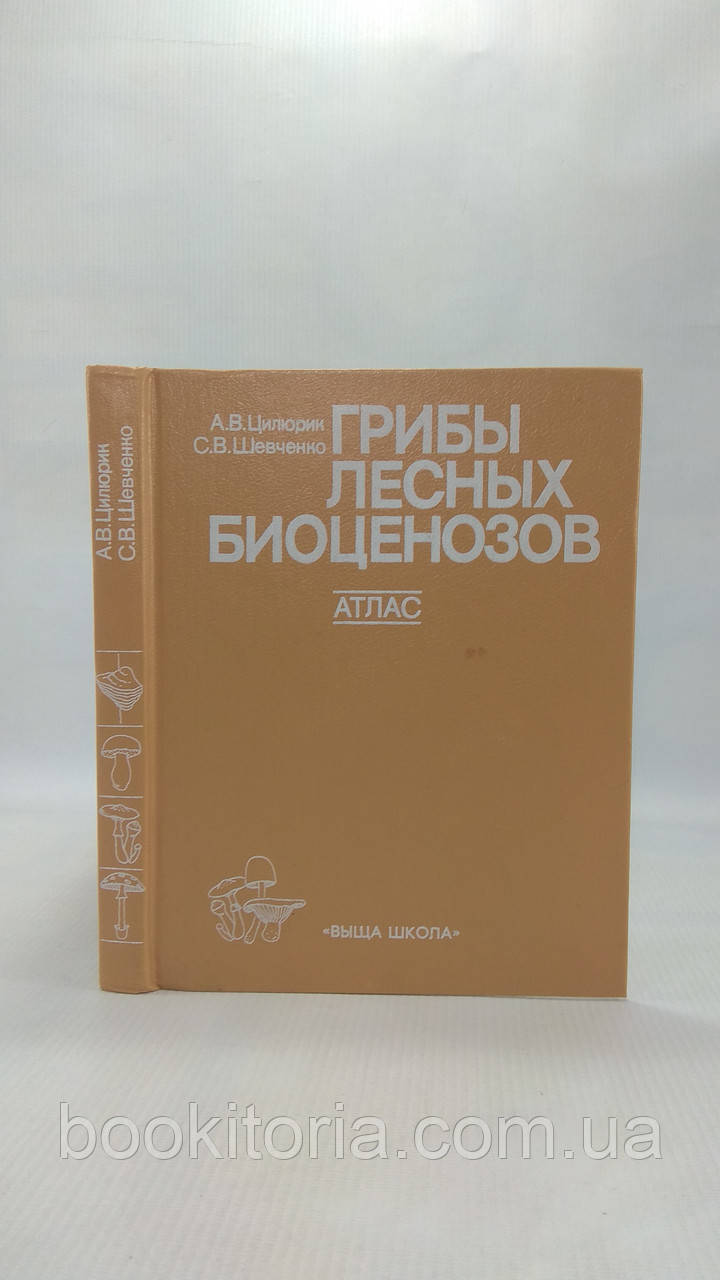 А.В.Цилюрик
С.В.Шевченко
А.В.Цилюрик
С.В.Шевченко
ГРИБЫ
ЛЕСНЫХ
БИОЦЕНОЗОВ
АТЛАС
«ВЫЩА ШКОЛА»
bookitoria.com.ua